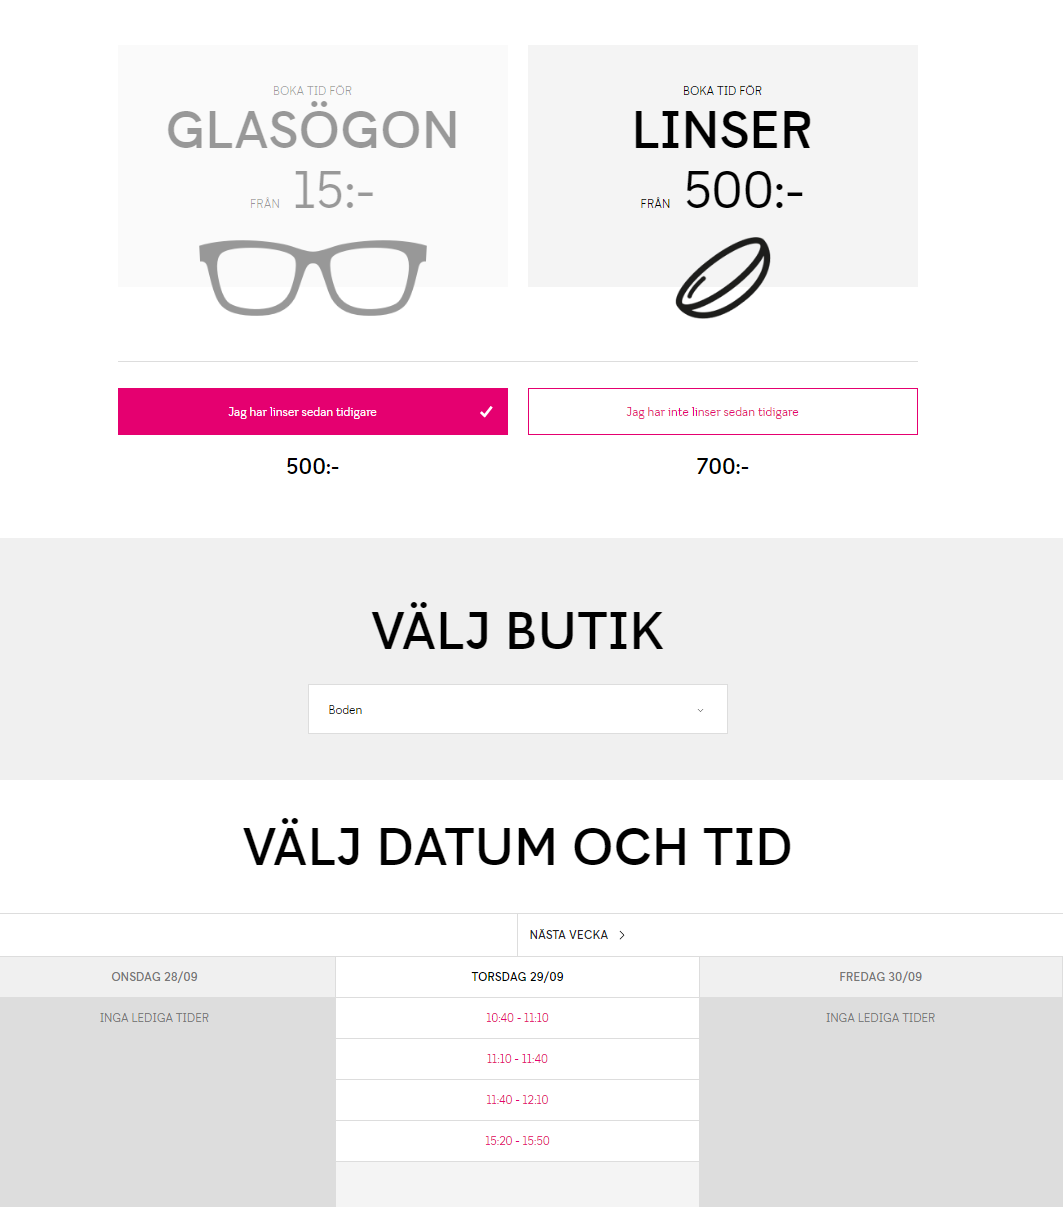 BOKA TID FÖR
GLASÖGON
FRÅN 15:-
BOKA TID FÖR
LINSER
FRÅN 500:-
Jag har linser sedan tidigare
500:-
Jag har inte linser sedan tidigare
700:-
VÄLJ BUTIK
Boden
VÄLJ DATUM OCH TID
NÄSTA VECKA
ONSDAG 28/09
INGA LEDIGA TIDER
TORSDAG 29/09
10:40 - 11:10
11:10 - 11:40
11:40 - 12:10
15:20 - 15:50
FREDAG 30/09
INGA LEDIGA TIDER